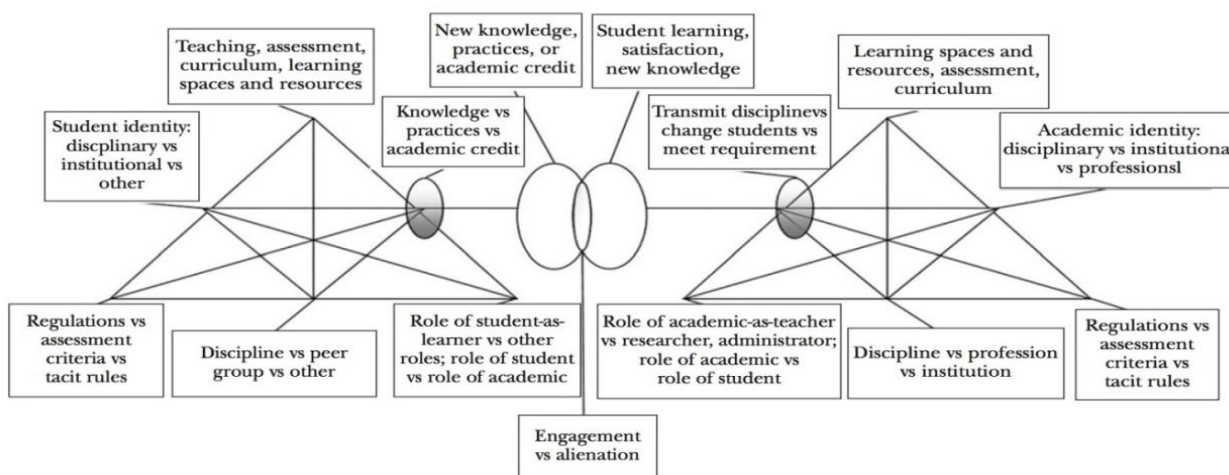 Teaching, assessment,
curriculum, learning
spaces and resources
New knowledge,
practices, or
academic credit
Student learning,
satisfaction,
new knowledge
Learning spaces and
resources, assessment,
curriculum
Student identity:
discplinary vs
institutional vs
other
Knowledge vs
practices vs
academic credit
Transmit disciplinevs
change students vs
meet requirement
Academic identity:
disciplinary vs institutiona
vs professionsl
Regulations vs
assessment
criteria vs
tacit rules
Discipline vs peer
group vs other
Role of student-as-
learner vs other
roles; role of student
vs role of academic
Role of academic-as-teacher
vs researcher, administrator;
role of academic vs
role of student
Discipline vs profession
vs institution
Regulations vs
assessment
criteria vs
tacit rules
Engagement
vs alienation